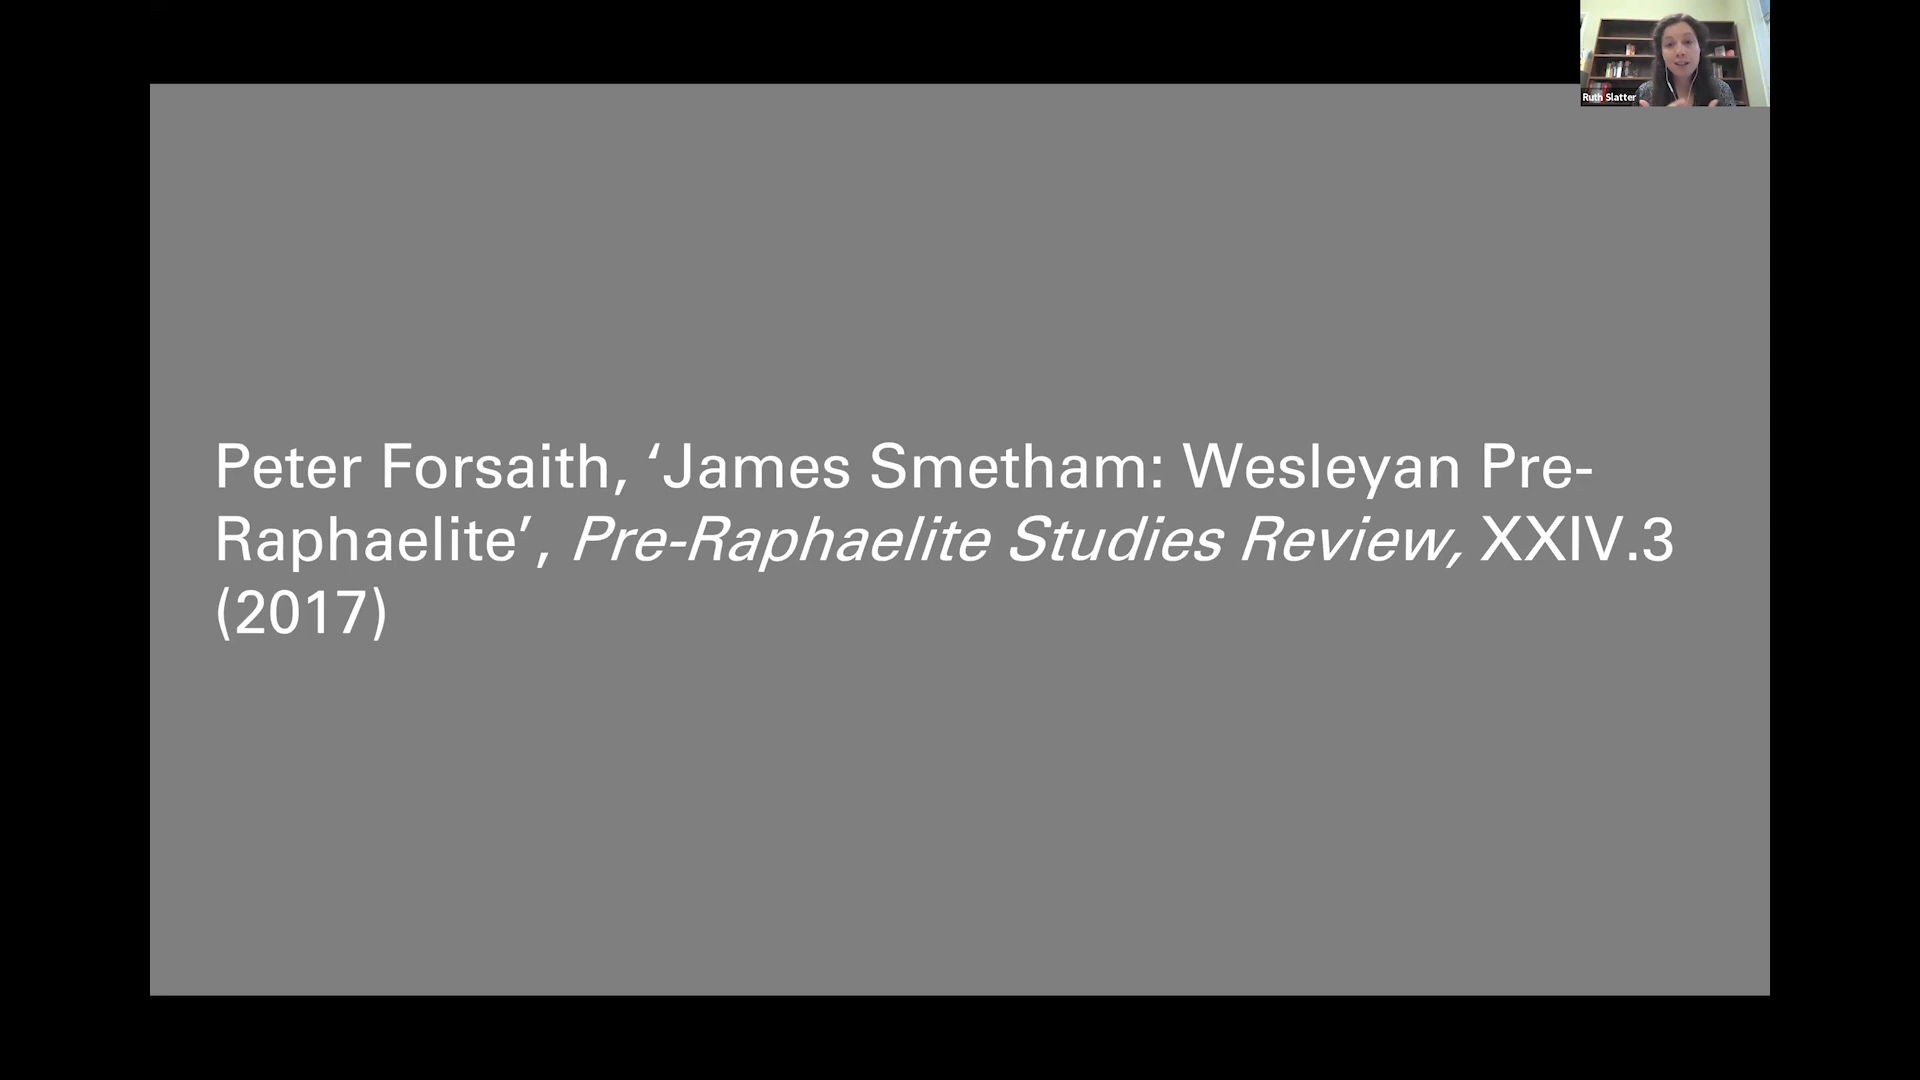 Ruth Slatter
Peter Forsaith, ‘James Smetham: Wesleyan Pre-
Raphaelite’, Pre-Raphaelite Studies Review, XXIV.3
(2017)